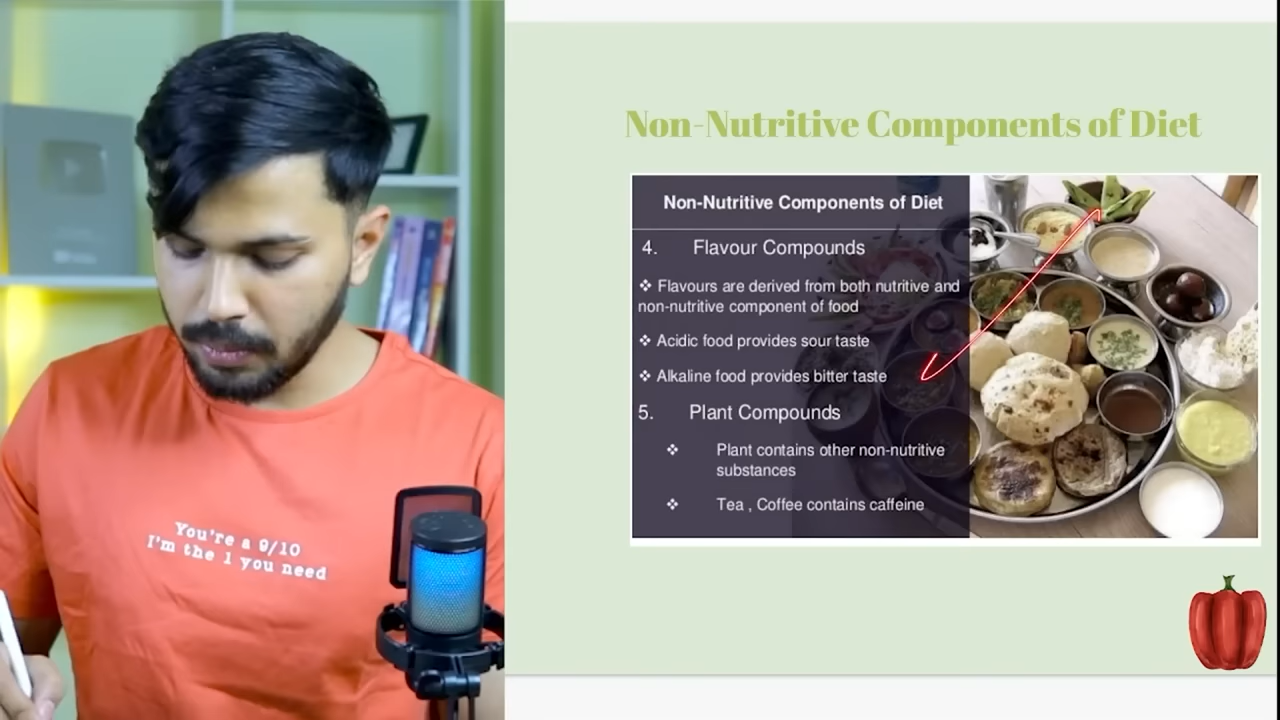 Non-Nutritive Components of Diet
Non-Nutritive Components of Diet
4. Flavour Compounds
❖ Flavours are derived from both nutritive and
non-nutritive component of food
❖ Acidic food provides sour taste
❖ Alkaline food provides bitter taste
5. Plant Compounds
❖ Plant contains other non-nutritive
substances
❖ Tea , Coffee contains caffeine
You're a 9/10
I'm the 1 you need